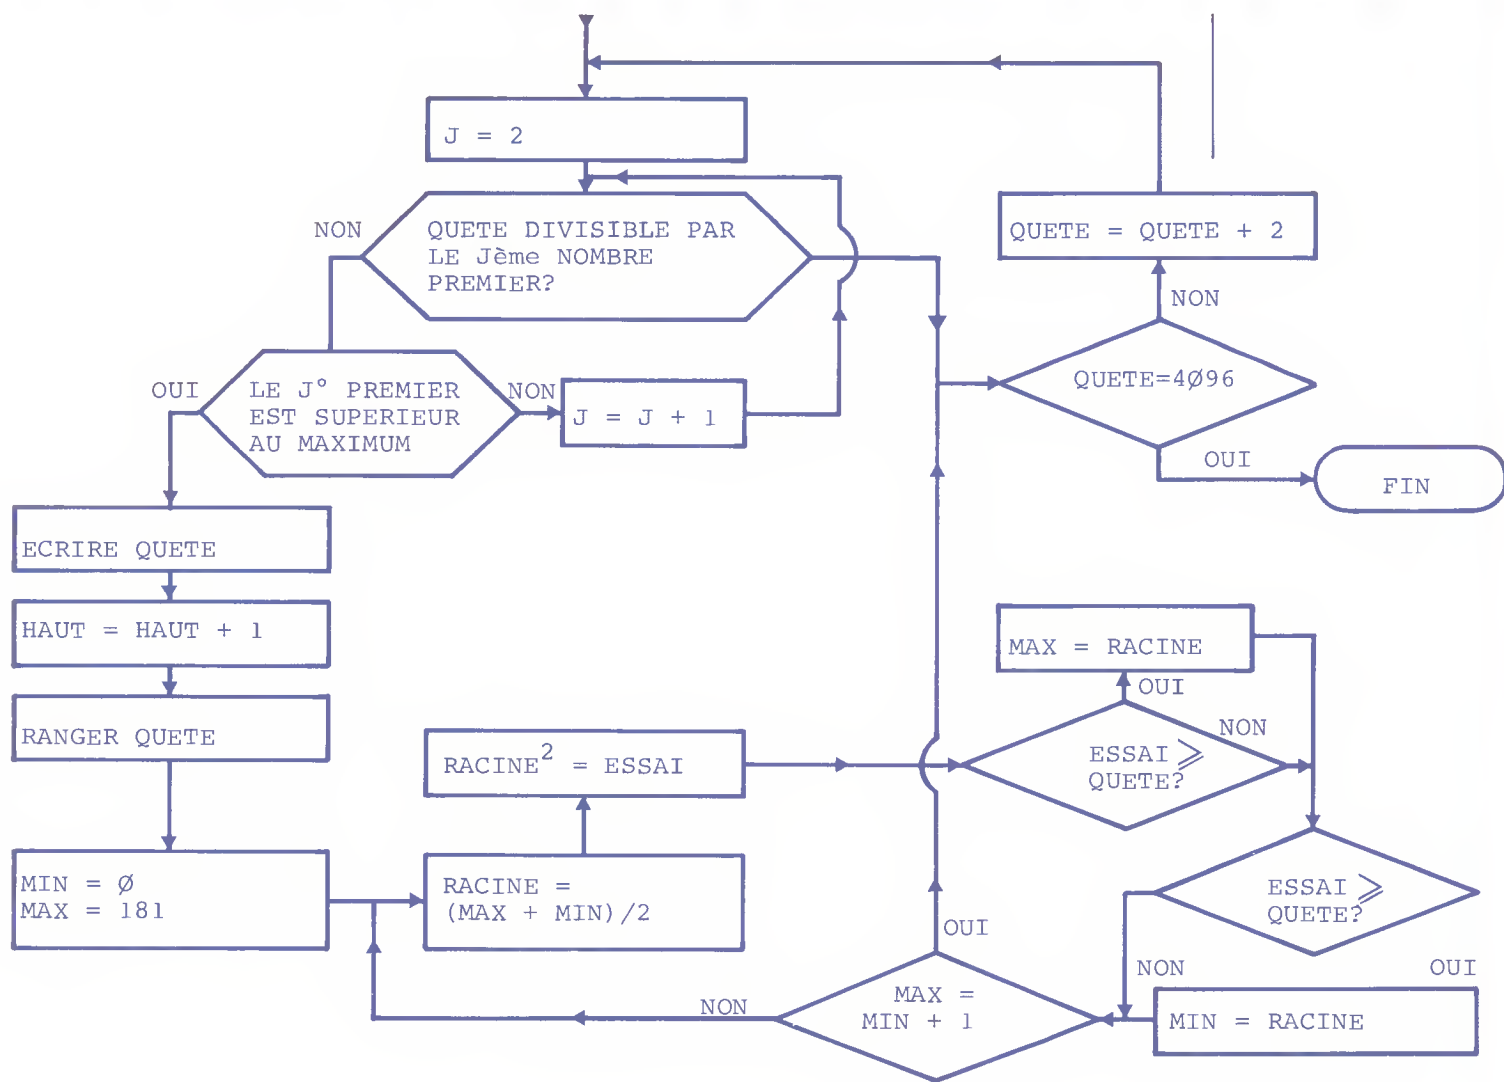 J = 2
NON
QUETE DIVISIBLE PAR
LE Jème NOMBRE
PREMIER?
QUETE = QUETE + 2
NON
OUI
LE J° PREMIER
EST SUPERIEUR
AU MAXIMUM
NON
J = J + 1
QUETE=4Ø96
OUI
FIN
ECRIRE QUETE
HAUT = HAUT + 1
RANGER QUETE
MAX = RACINE
OUI
NON
RACINE² = ESSAI
ESSAI ⩾
QUETE?
MIN = Ø
MAX = 181
RACINE =
(MAX + MIN)/2
ESSAI ⩾
QUETE?
OUI
NON
OUI
NON
MAX =
MIN + 1
MIN = RACINE